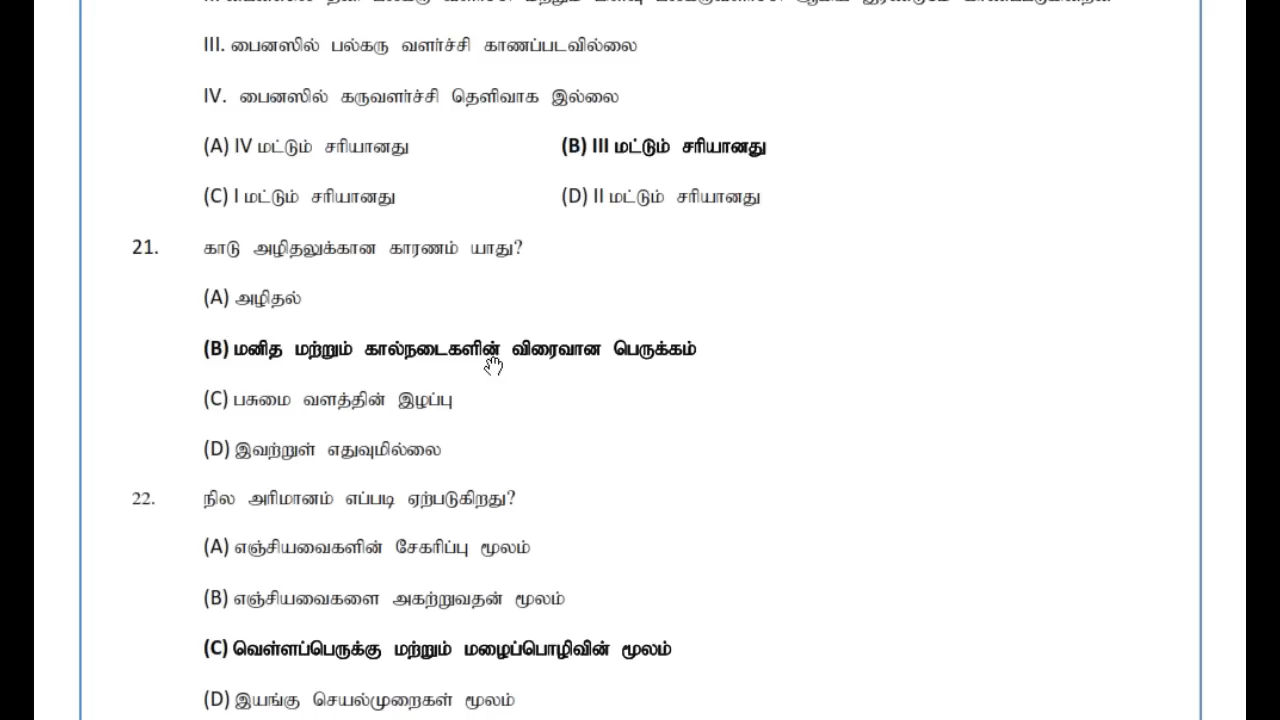 III. பைனஸில் பல்கரு வளர்ச்சி காணப்படவில்லை
IV. பைனஸில் கருவளர்ச்சி தெளிவாக இல்லை
(A) IV மட்டும் சரியானது (B) III மட்டும் சரியானது
(C) I மட்டும் சரியானது (D) II மட்டும் சரியானது
21. காடு அழிதலுக்கான காரணம் யாது?
(A) அழிதல்
(B) மனித மற்றும் கால்நடைகளின் விரைவான பெருக்கம்
(C) பசுமை வளத்தின் இழப்பு
(D) இவற்றுள் எதுவுமில்லை
22. நில அரிமானம் எப்படி ஏற்படுகிறது?
(A) எஞ்சியவைகளின் சேகரிப்பு மூலம்
(B) எஞ்சியவைகளை அகற்றுவதன் மூலம்
(C) வெள்ளப்பெருக்கு மற்றும் மழைப்பொழிவின் மூலம்
(D) இயங்கு செயல்முறைகள் மூலம்